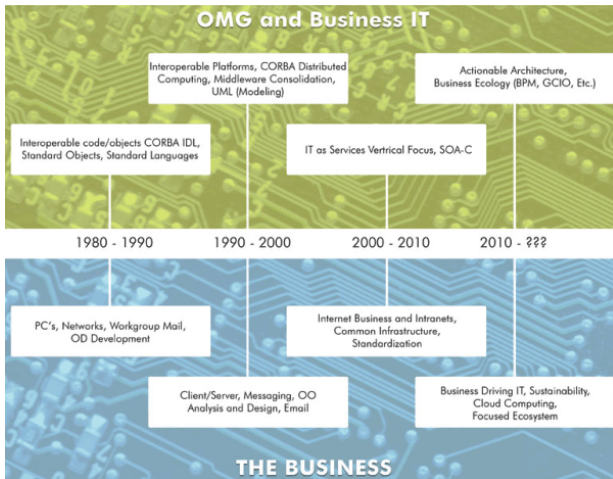 OMG and Business IT
Interoperable Platforms, CORBA Distributed
Computing, Middleware Consolidation,
UML (Modeling)
Actionable Architecture,
Business Ecology (BPM, GCIO, Etc.)
Interoperable code/objects CORBA IDL,
Standard Objects, Standard Languages
IT as Services Vertrical Focus, SOA-C
1980 - 1990
1990 - 2000
2000 - 2010
2010 - ???
PC's, Networks, Workgroup Mail,
OD Development
Internet Business and Intranets,
Common Infrastructure,
Standardization
Client/Server, Messaging, OO
Analysis and Design, Email
Business Driving IT, Sustainability,
Cloud Computing,
Focused Ecosystem
THE BUSINESS